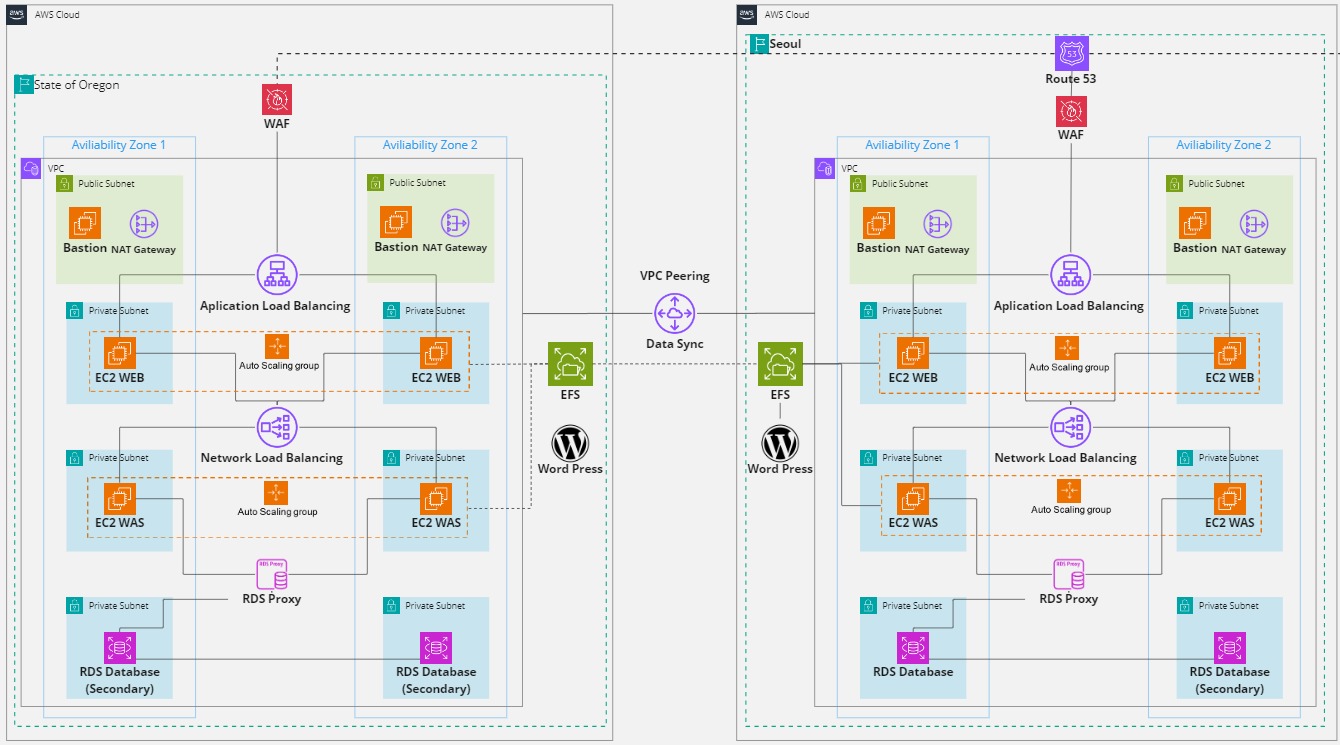 aws
AWS Cloud
State of Oregon
WAF
Aviliability Zone 1
Aviliability Zone 2
VPC
Public Subnet
Bastion
NAT Gateway
Public Subnet
Bastion
NAT Gateway
Aplication Load Balancing
Private Subnet
EC2 WEB
Auto Scaling group
Private Subnet
EC2 WEB
Network Load Balancing
Private Subnet
EC2 WAS
Auto Scaling group
Private Subnet
EC2 WAS
RDS Proxy
RDS Proxy
Private Subnet
RDS Database
(Secondary)
Private Subnet
RDS Database
(Secondary)
EFS
Word Press
VPC Peering
Data Sync
aws
AWS Cloud
Seoul
53
Route 53
WAF
EFS
Word Press
Aviliability Zone 1
Aviliability Zone 2
VPC
Public Subnet
Bastion
NAT Gateway
Public Subnet
Bastion
NAT Gateway
Aplication Load Balancing
Private Subnet
EC2 WEB
Auto Scaling group
Private Subnet
EC2 WEB
Network Load Balancing
Private Subnet
EC2 WAS
Auto Scaling group
Private Subnet
EC2 WAS
RDS Proxy
RDS Proxy
Private Subnet
RDS Database
Private Subnet
RDS Database
(Secondary)